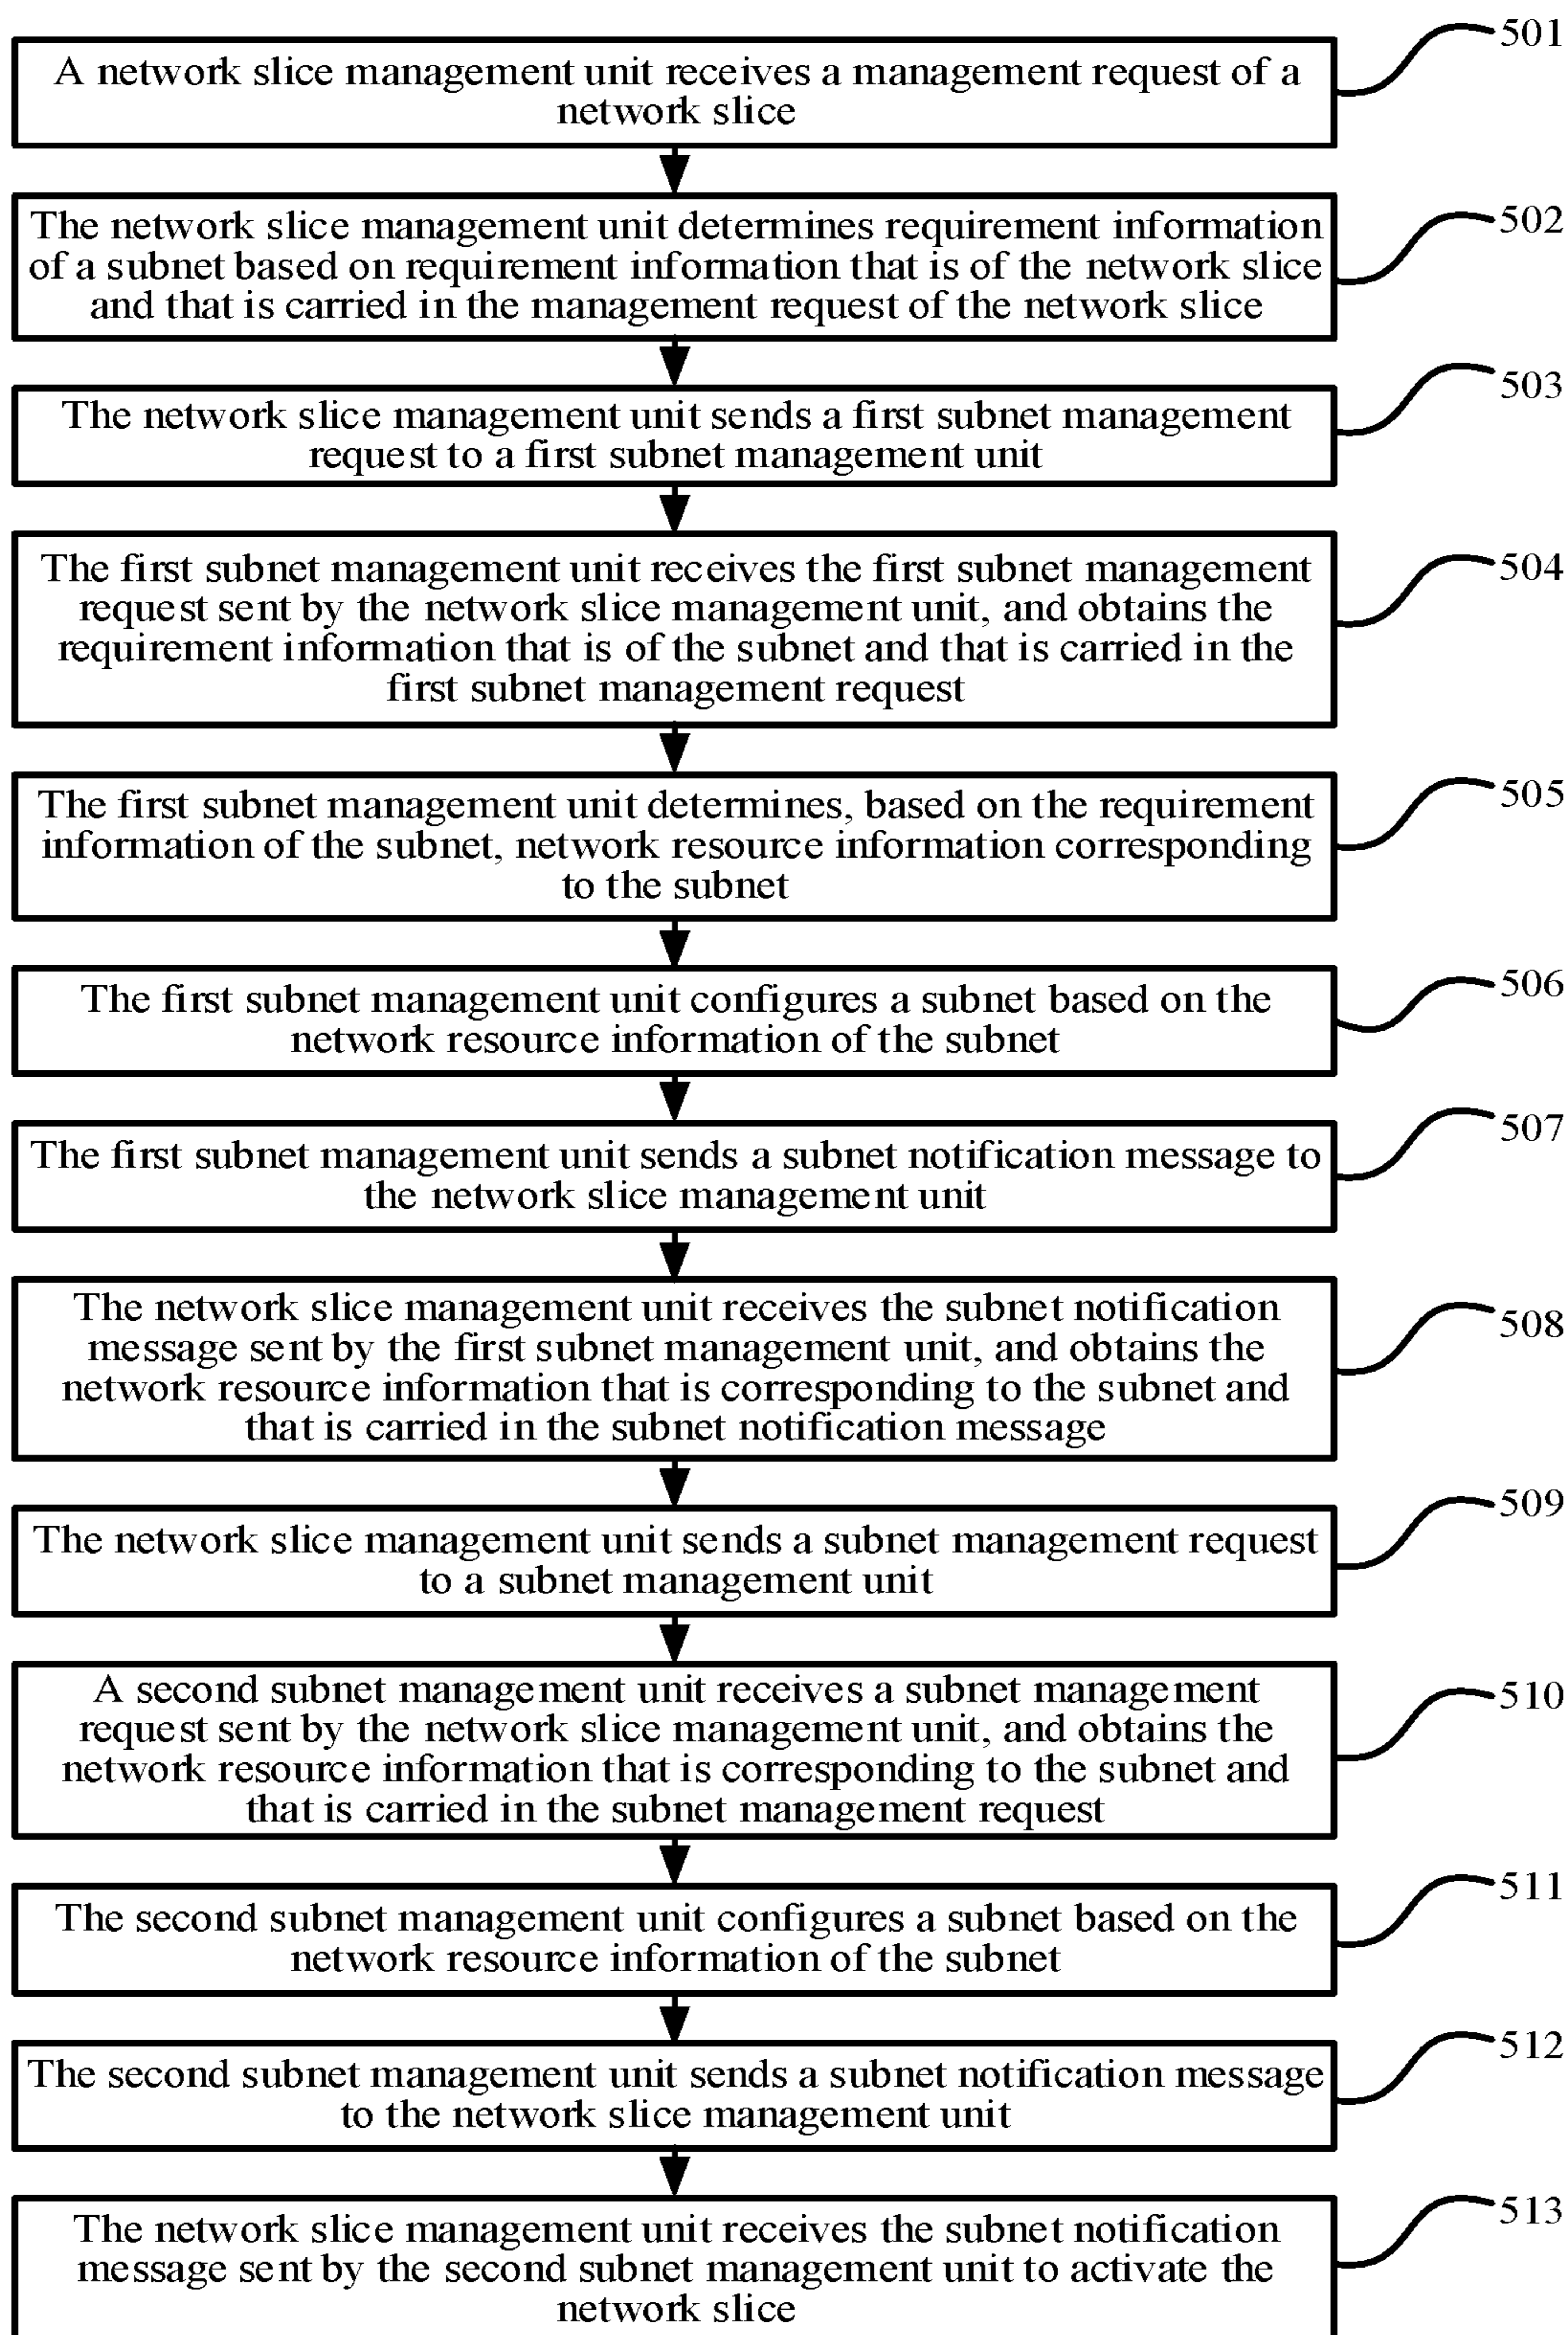 501
A network slice management unit receives a management request of a
network slice
502
The network slice management unit determines requirement information
of a subnet based on requirement information that is of the network slice
and that is carried in the management request of the network slice
503
The network slice management unit sends a first subnet management
request to a first subnet management unit
504
The first subnet management unit receives the first subnet management
request sent by the network slice management unit, and obtains the
requirement information that is of the subnet and that is carried in the
first subnet management request
505
The first subnet management unit determines, based on the requirement
information of the subnet, network resource information corresponding
to the subnet
506
The first subnet management unit configures a subnet based on the
network resource information of the subnet
507
The first subnet management unit sends a subnet notification message to
the network slice management unit
508
The network slice management unit receives the subnet notification
message sent by the first subnet management unit, and obtains the
network resource information that is corresponding to the subnet and
that is carried in the subnet notification message
509
The network slice management unit sends a subnet management request
to a subnet management unit
510
A second subnet management unit receives a subnet management
request sent by the network slice management unit, and obtains the
network resource information that is corresponding to the subnet and
that is carried in the subnet management request
511
The second subnet management unit configures a subnet based on the
network resource information of the subnet
512
The second subnet management unit sends a subnet notification message
to the network slice management unit
513
The network slice management unit receives the subnet notification
message sent by the second subnet management unit to activate the
network slice